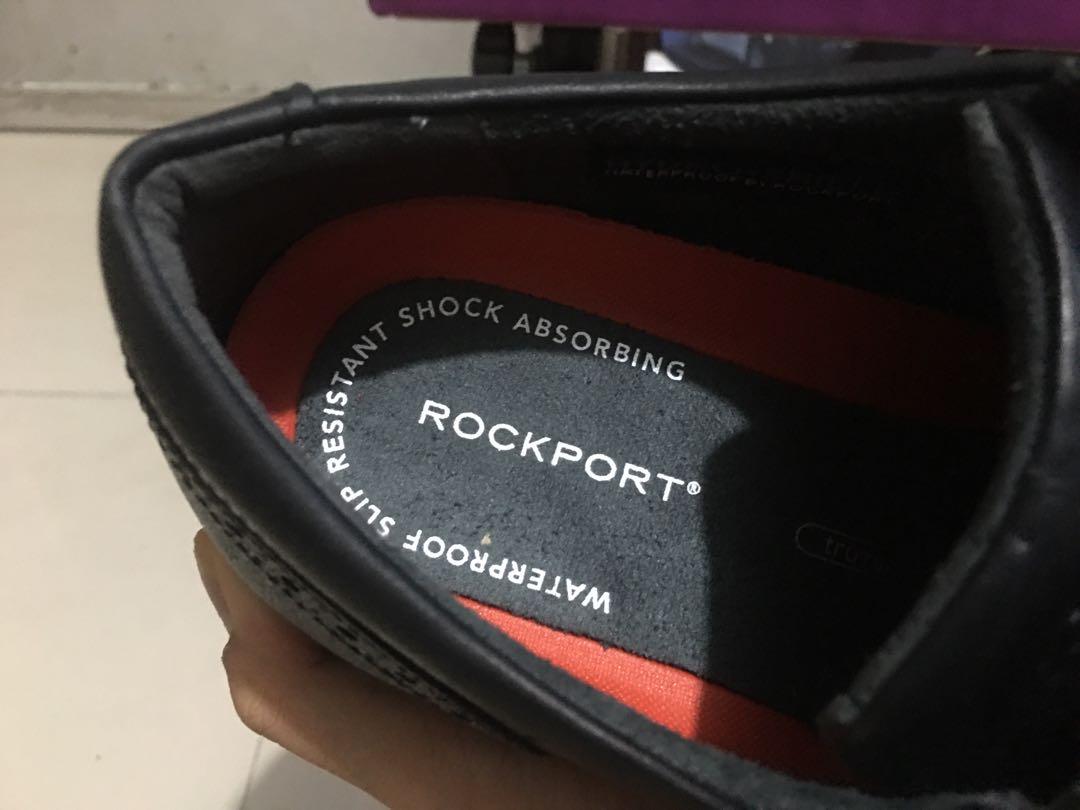 WATERPROOF SLIP RESISTANT SHOCK ABSORBING
ROCKPORT®